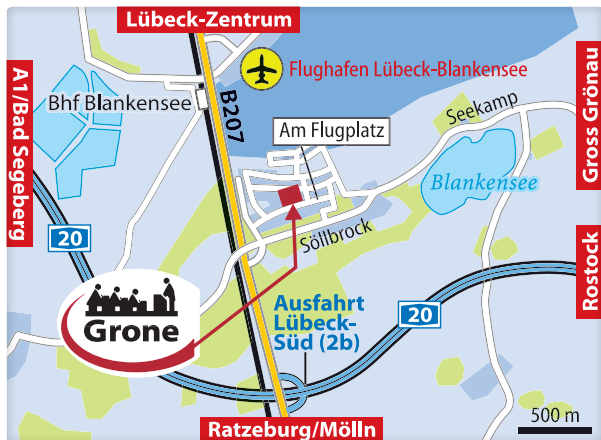 Lübeck-Zentrum
Flughafen Lübeck-Blankensee
A1/Bad Segeberg
Gross Grönau
Bhf Blankensee
B207
Seekamp
Am Flugplatz
Blankensee
20
Söllbrock
Rostock
Grone
Ausfahrt
Lübeck-
Süd (2b)
20
Ratzeburg/Mölln
500 m